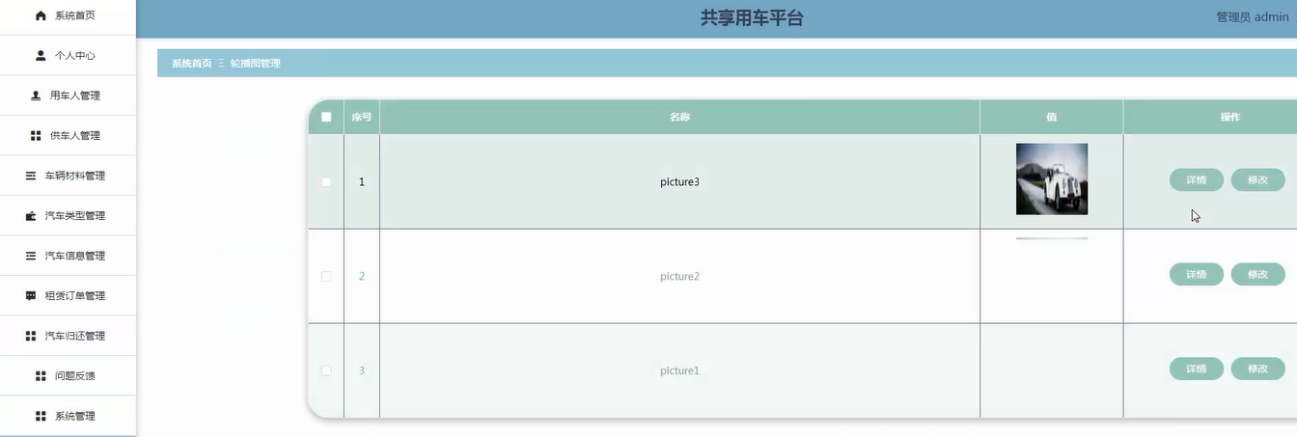 系统首页
共享用车平台
管理员 admin
个人中心
系统首页 Ξ 轮播图管理
用车人管理
供车人管理
车辆材料管理
汽车类型管理
汽车信息管理
租赁订单管理
汽车归还管理
问题反馈
系统管理
序号 名称 值 操作
1 picture3 详情 修改
2 picture2 详情 修改
3 picture1 详情 修改